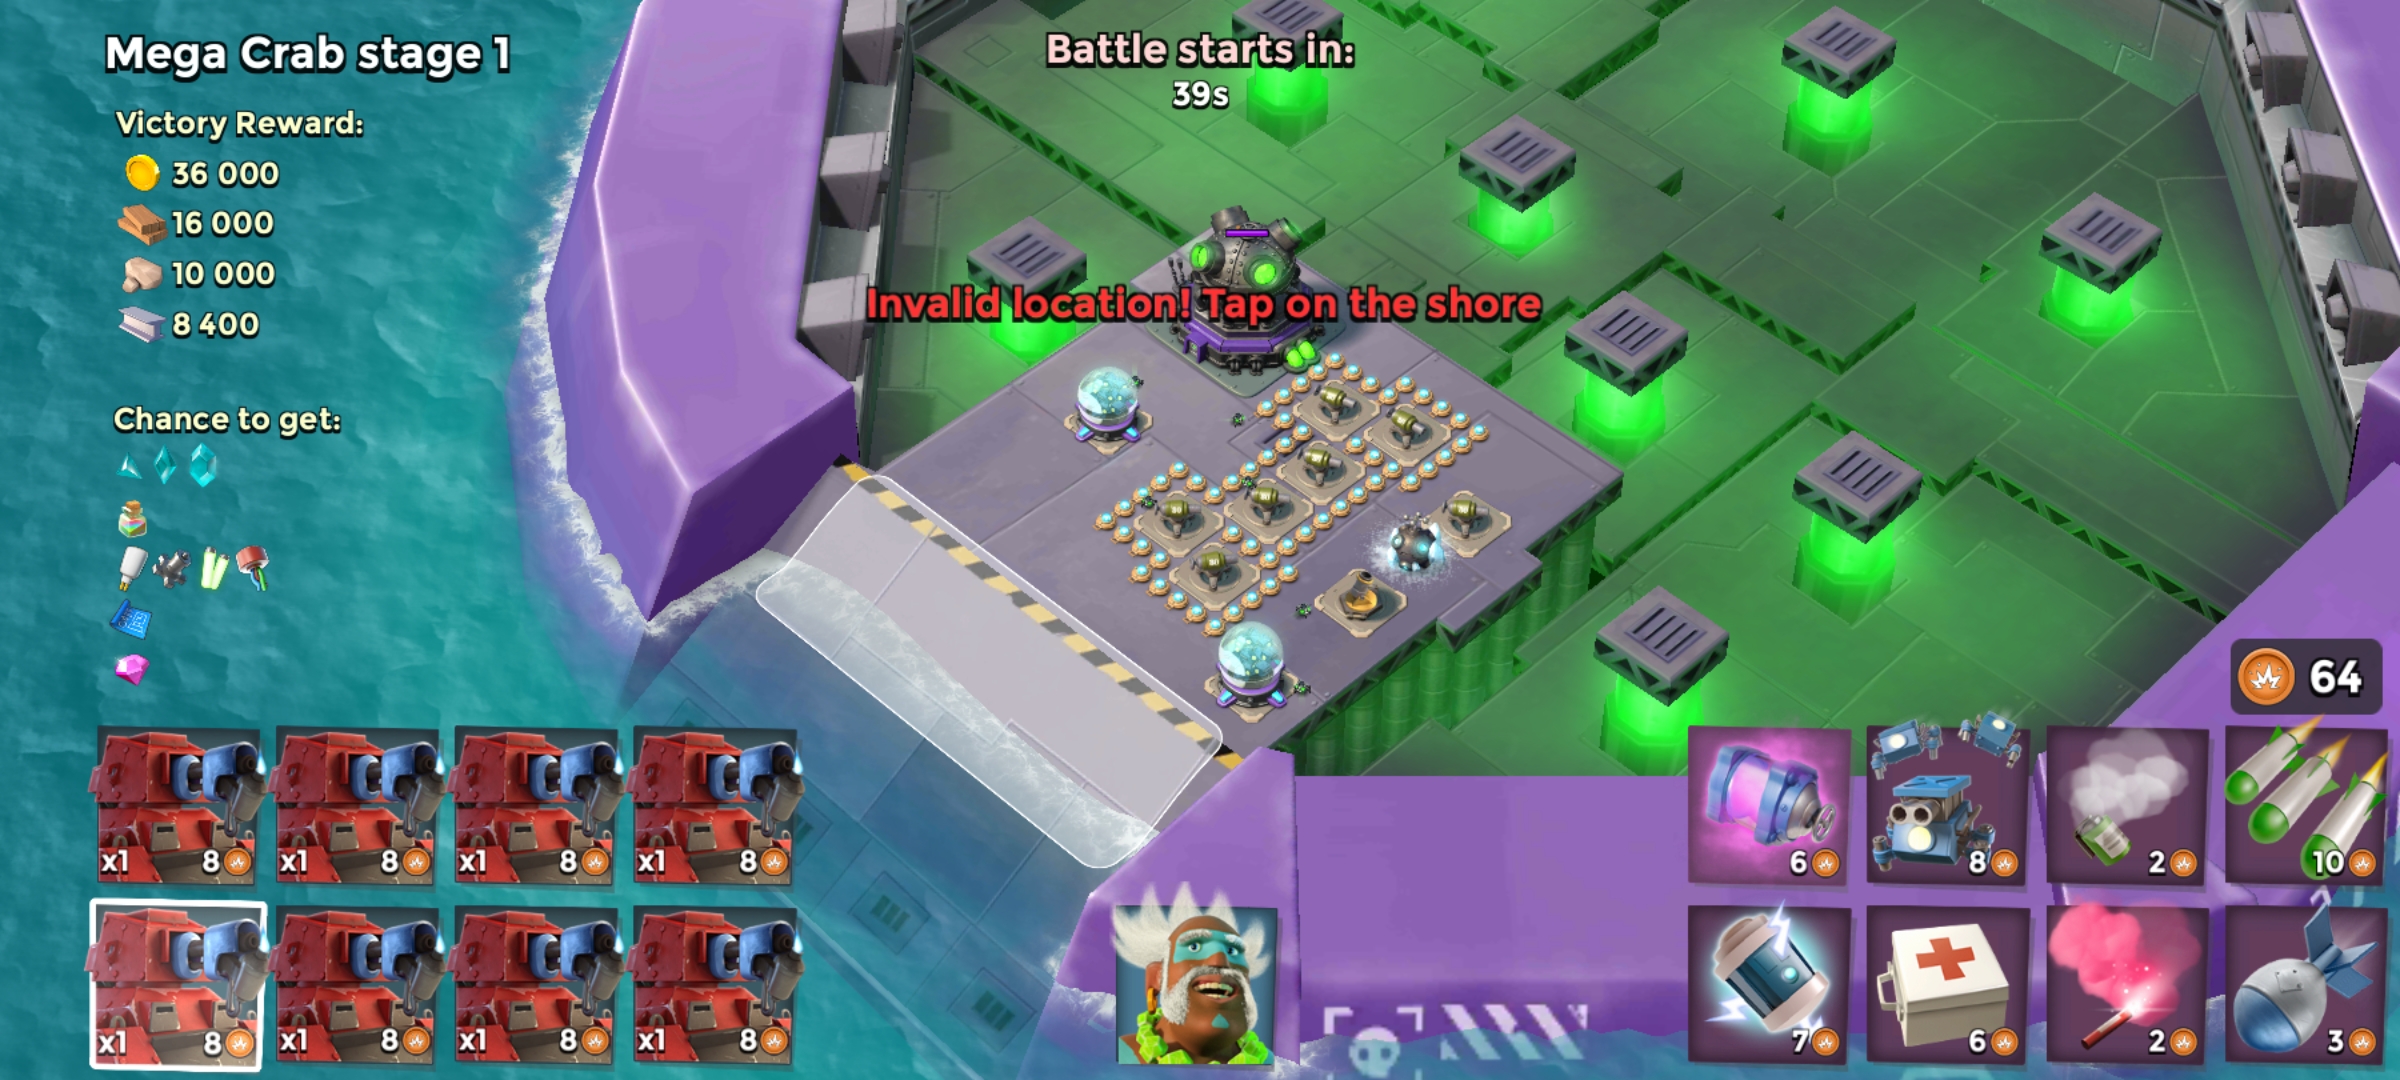 Mega Crab stage 1
Battle starts in:
39s
Victory Reward:
36 000
16 000
10 000
8 400
Invalid location! Tap on the shore
Chance to get:
64
x1 8
x1 8
x1 8
x1 8
6
8
2
10
x1 8
x1 8
x1 8
x1 8
7
6
2
3